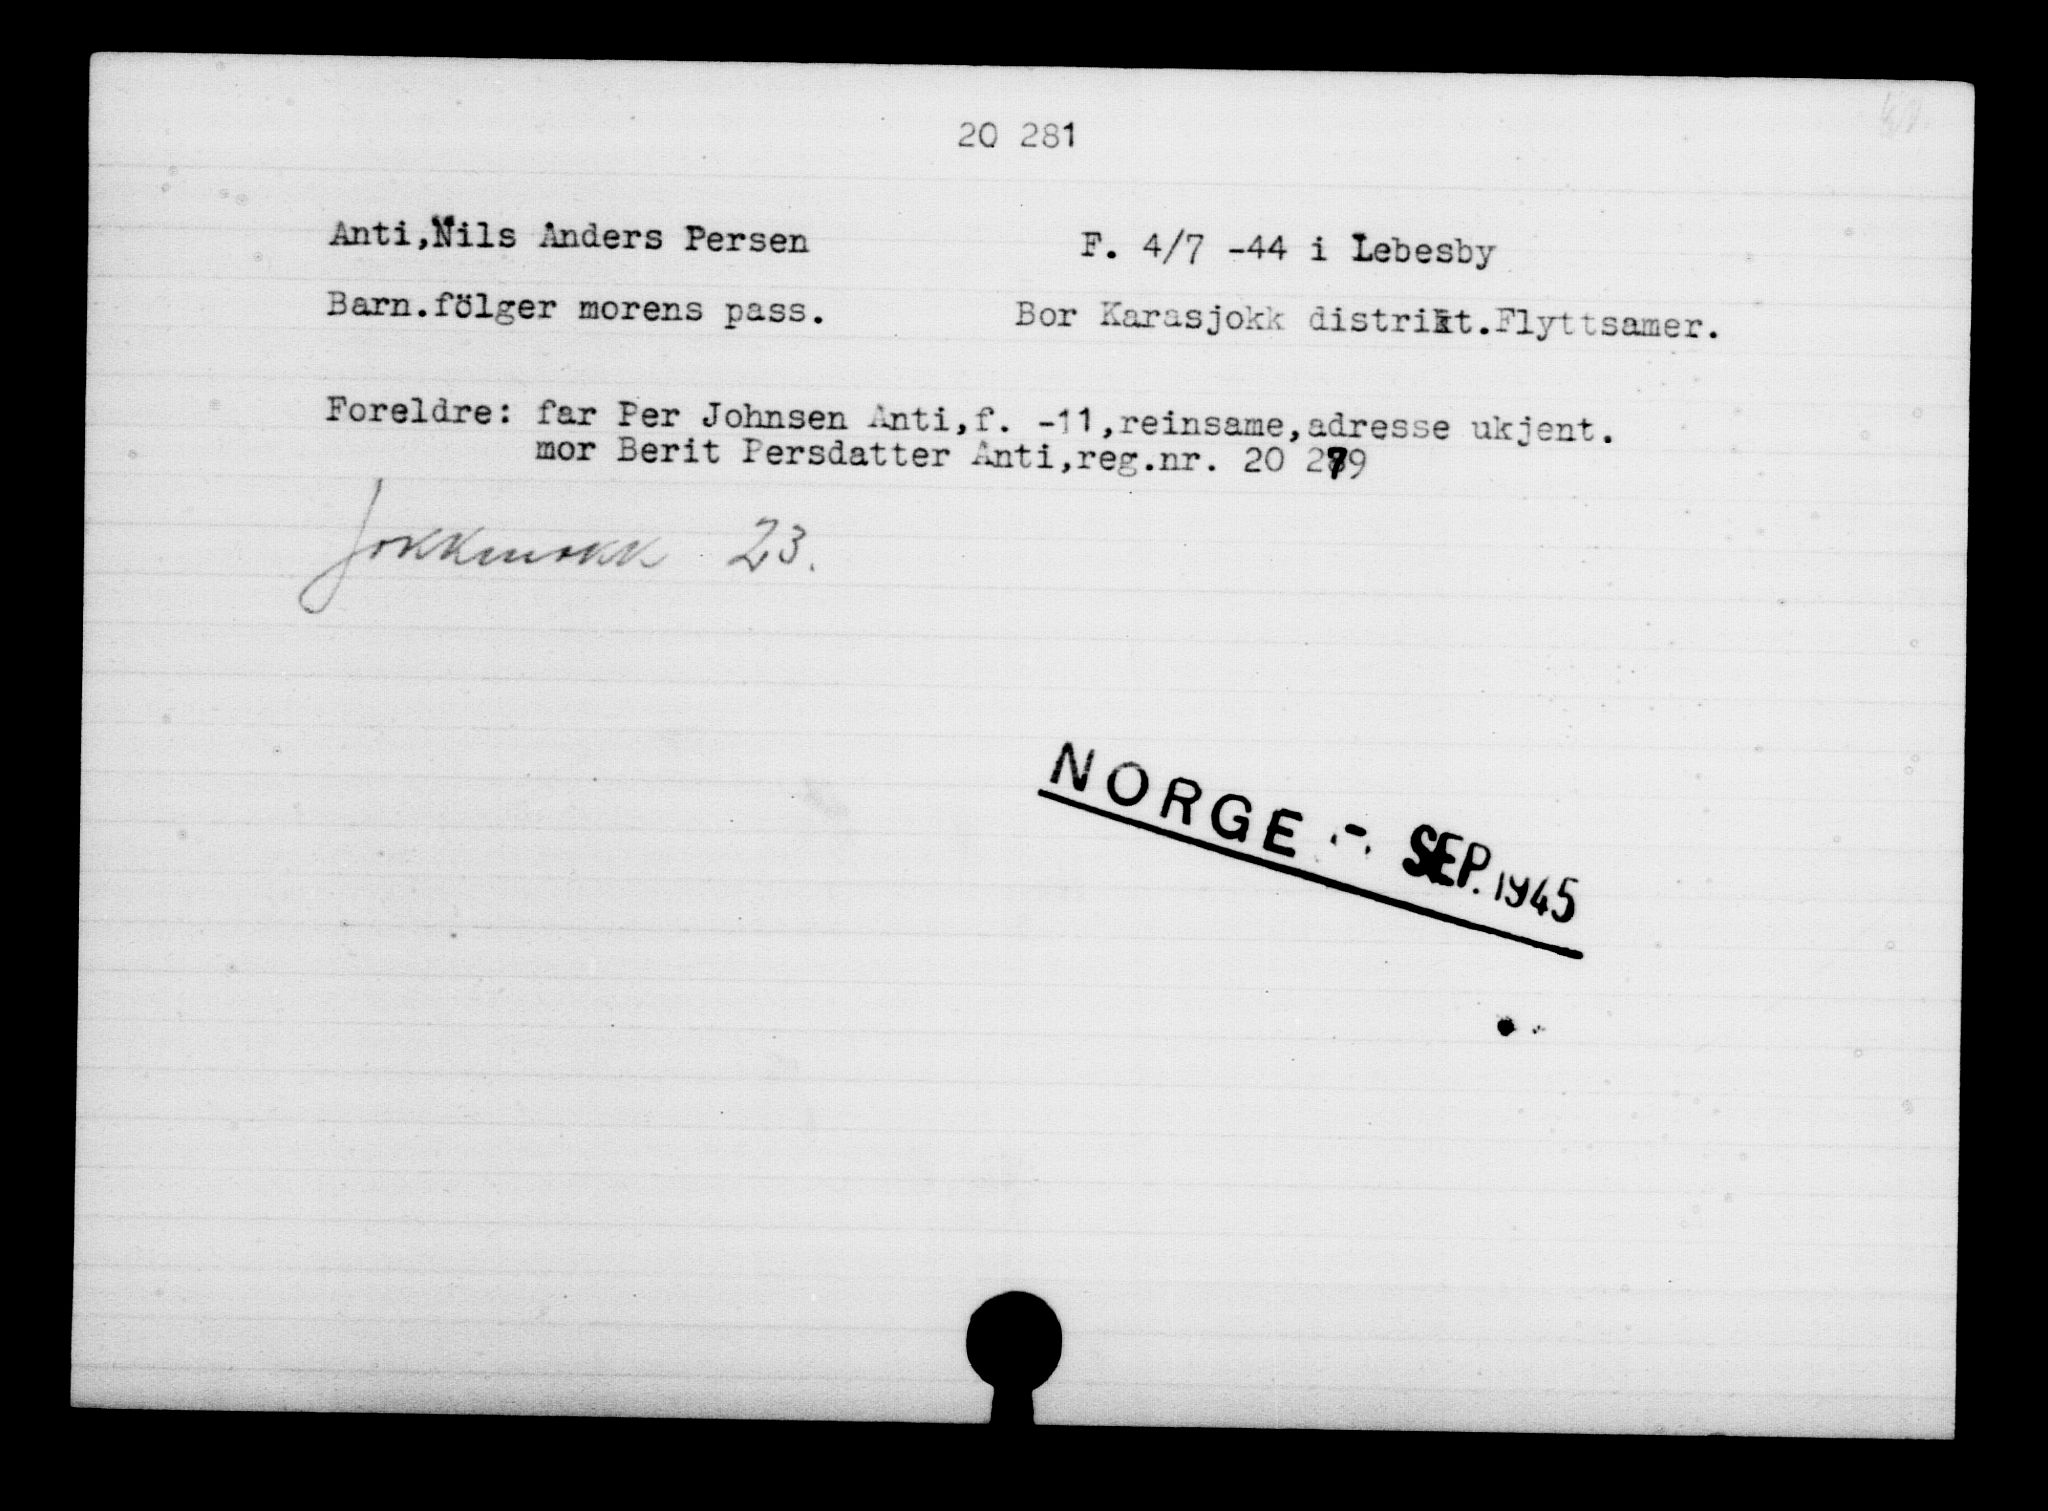 20 281
Anti,Nils Anders Persen F. 4/7 -44 i Lebesby
Barn.fölger morens pass. Bor Karasjokk distrikt.Flyttsamer.
Foreldre: far Per Johnsen Anti,f. -11,reinsame,adresse ukjent.
mor Berit Persdatter Anti,reg.nr. 20 279
Jokkmokk 23.
NORGE - SEP. 1945